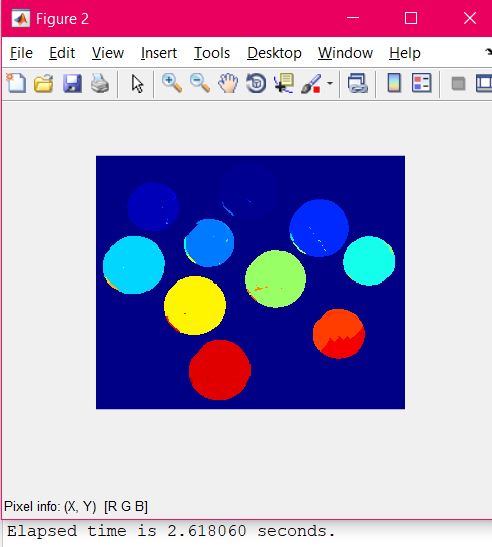 Figure 2
File Edit View Insert Tools Desktop Window Help
Pixel info: (X, Y) [R G B]
Elapsed time is 2.618060 seconds.